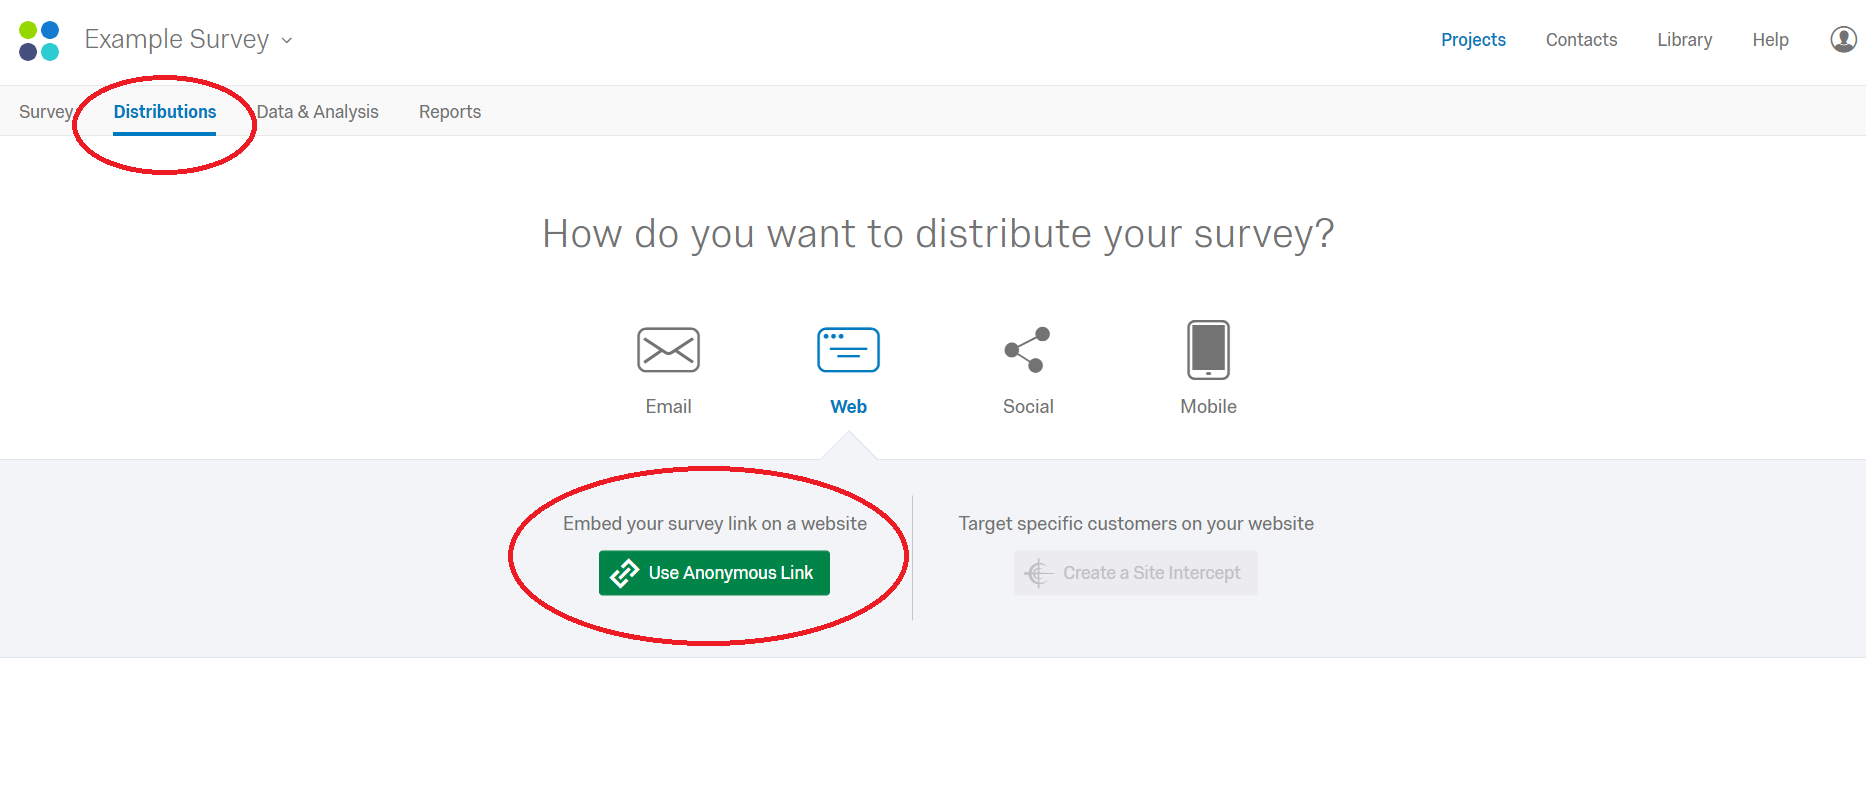 Example Survey
Projects Contacts Library Help
Survey Distributions Data & Analysis Reports
How do you want to distribute your survey?
Email Web Social Mobile
Embed your survey link on a website
Use Anonymous Link
Target specific customers on your website
Create a Site Intercept